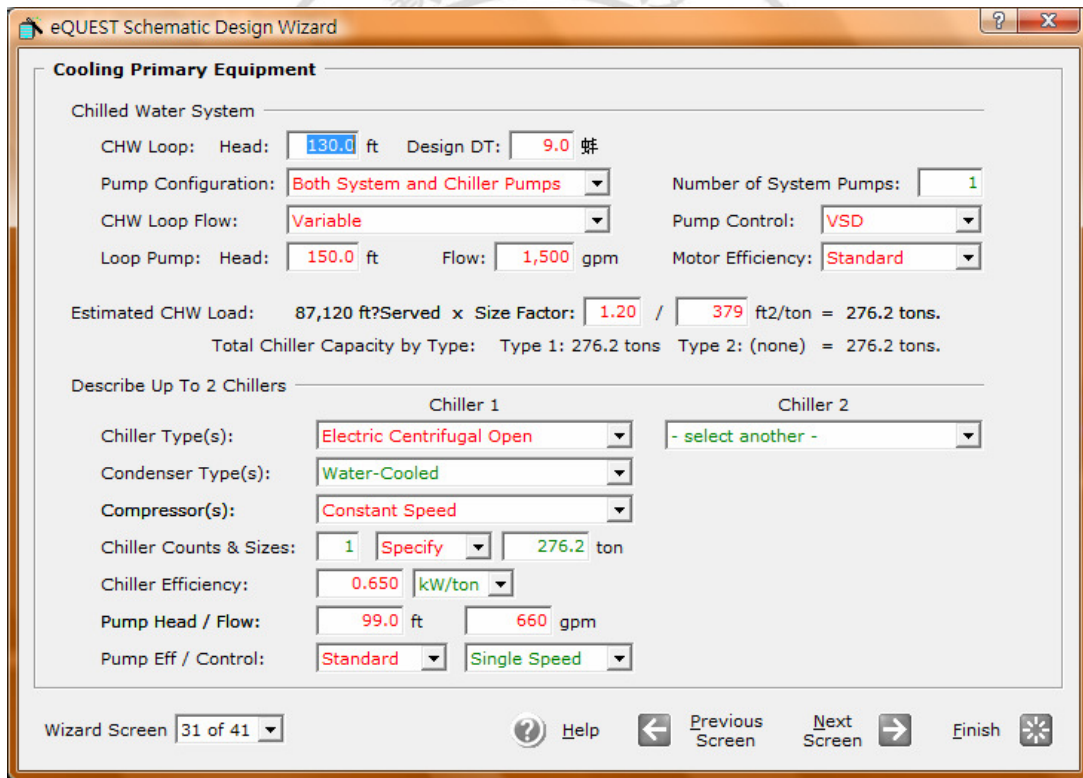 eQUEST Schematic Design Wizard
Cooling Primary Equipment
Chilled Water System
CHW Loop: Head: 130.0 ft Design DT: 9.0 蚌
Pump Configuration: Both System and Chiller Pumps Number of System Pumps: 1
CHW Loop Flow: Variable Pump Control: VSD
Loop Pump: Head: 150.0 ft Flow: 1,500 gpm Motor Efficiency: Standard
Estimated CHW Load: 87,120 ft?Served x Size Factor: 1.20 / 379 ft2/ton = 276.2 tons.
Total Chiller Capacity by Type: Type 1: 276.2 tons Type 2: (none) = 276.2 tons.
Describe Up To 2 Chillers
Chiller 1 Chiller 2
Chiller Type(s): Electric Centrifugal Open - select another -
Condenser Type(s): Water-Cooled
Compressor(s): Constant Speed
Chiller Counts & Sizes: 1 Specify 276.2 ton
Chiller Efficiency: 0.650 kW/ton
Pump Head / Flow: 99.0 ft 660 gpm
Pump Eff / Control: Standard Single Speed
Wizard Screen 31 of 41 ? Help Previous Screen Next Screen Finish